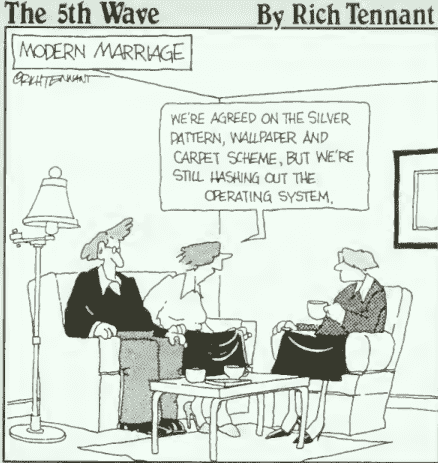 The 5th Wave By Rich Tennant
MODERN MARRIAGE
©RICHTENNANT
WE'RE AGREED ON THE SILVER
PATTERN, WALLPAPER AND
CARPET SCHEME, BUT WE'RE
STILL HASHING OUT THE
OPERATING SYSTEM.